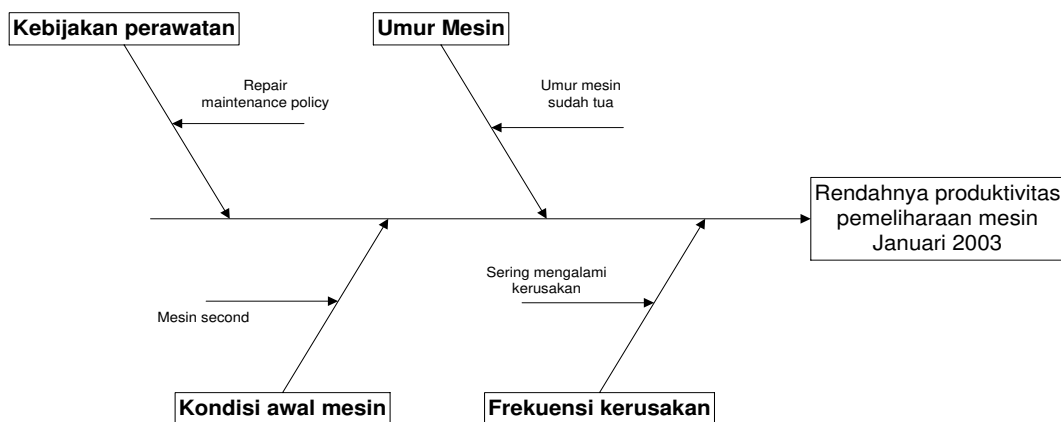 Kebijakan perawatan
Umur Mesin
Repair
maintenance policy
Umur mesin
sudah tua
Rendahnya produktivitas
pemeliharaan mesin
Januari 2003
Sering mengalami
kerusakan
Mesin second
Kondisi awal mesin
Frekuensi kerusakan